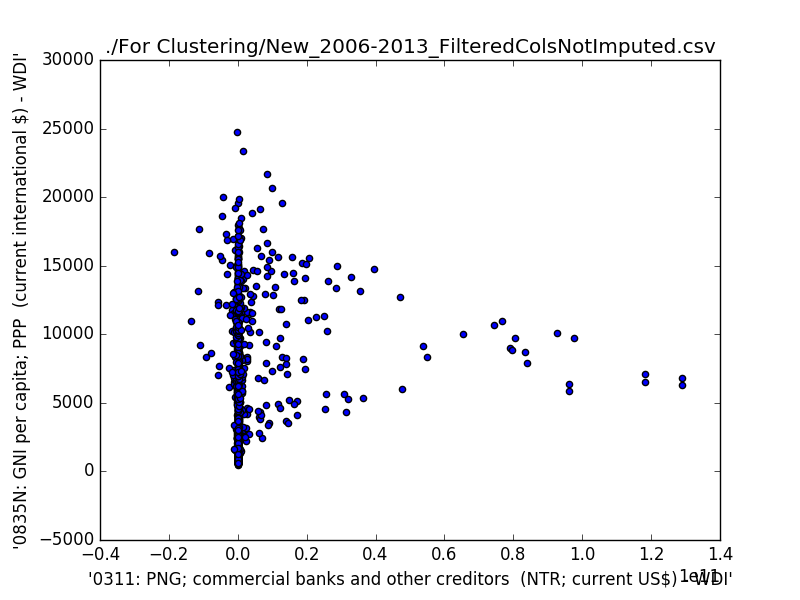 ./For Clustering/New_2006-2013_FilteredColsNotImputed.csv
30000
25000
20000
15000
10000
5000
0
−5000
'0835N: GNI per capita; PPP  (current international $) - WDI'
−0.4 −0.2 0.0 0.2 0.4 0.6 0.8 1.0 1.2 1.4
1e11
'0311: PNG; commercial banks and other creditors  (NTR; current US$) - WDI'